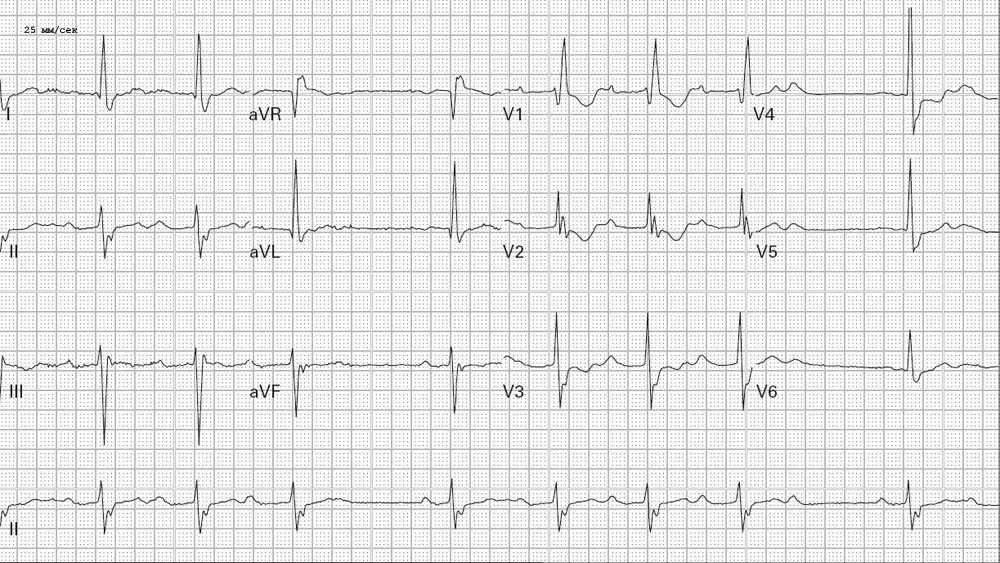 25 мм/сек
I aVR V1 V4
II aVL V2 V5
III aVF V3 V6
II